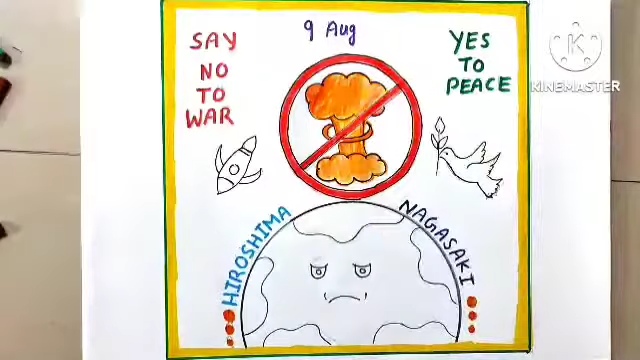 SAY
NO
TO
WAR
9 Aug
YES
TO
PEACE
HIROSHIMA
NAGASAKI
K
KINEMASTER